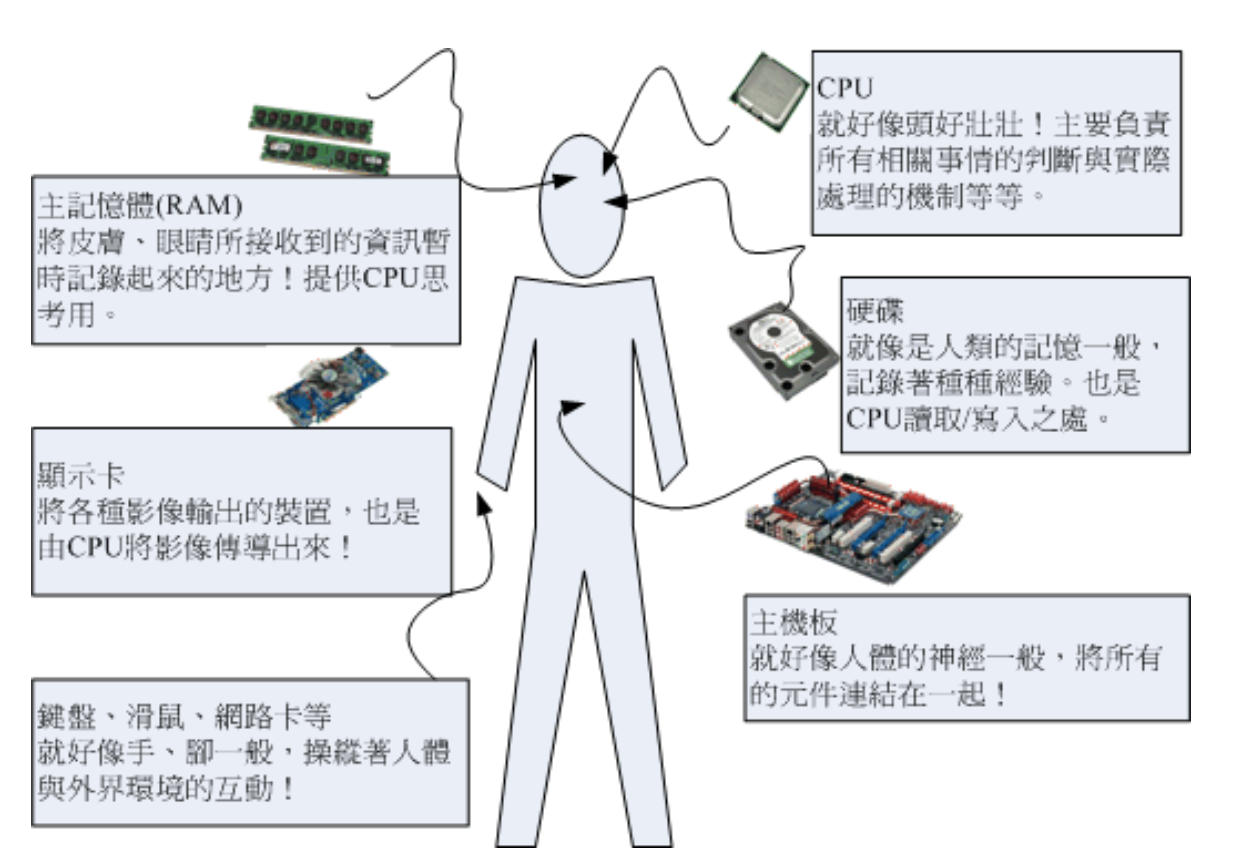 CPU
就好像頭好壯壯！主要負責
所有相關事情的判斷與實際
處理的機制等等。
主記憶體(RAM)
將皮膚、眼睛所接收到的資訊暫
時記錄起來的地方！提供CPU思
考用。
硬碟
就像是人類的記憶一般，
記錄著種種經驗。也是
CPU讀取/寫入之處。
顯示卡
將各種影像輸出的裝置，也是
由CPU將影像傳導出來！
主機板
就好像人體的神經一般，將所有
的元件連結在一起！
鍵盤、滑鼠、網路卡等
就好像手、腳一般，操縱著人體
與外界環境的互動！